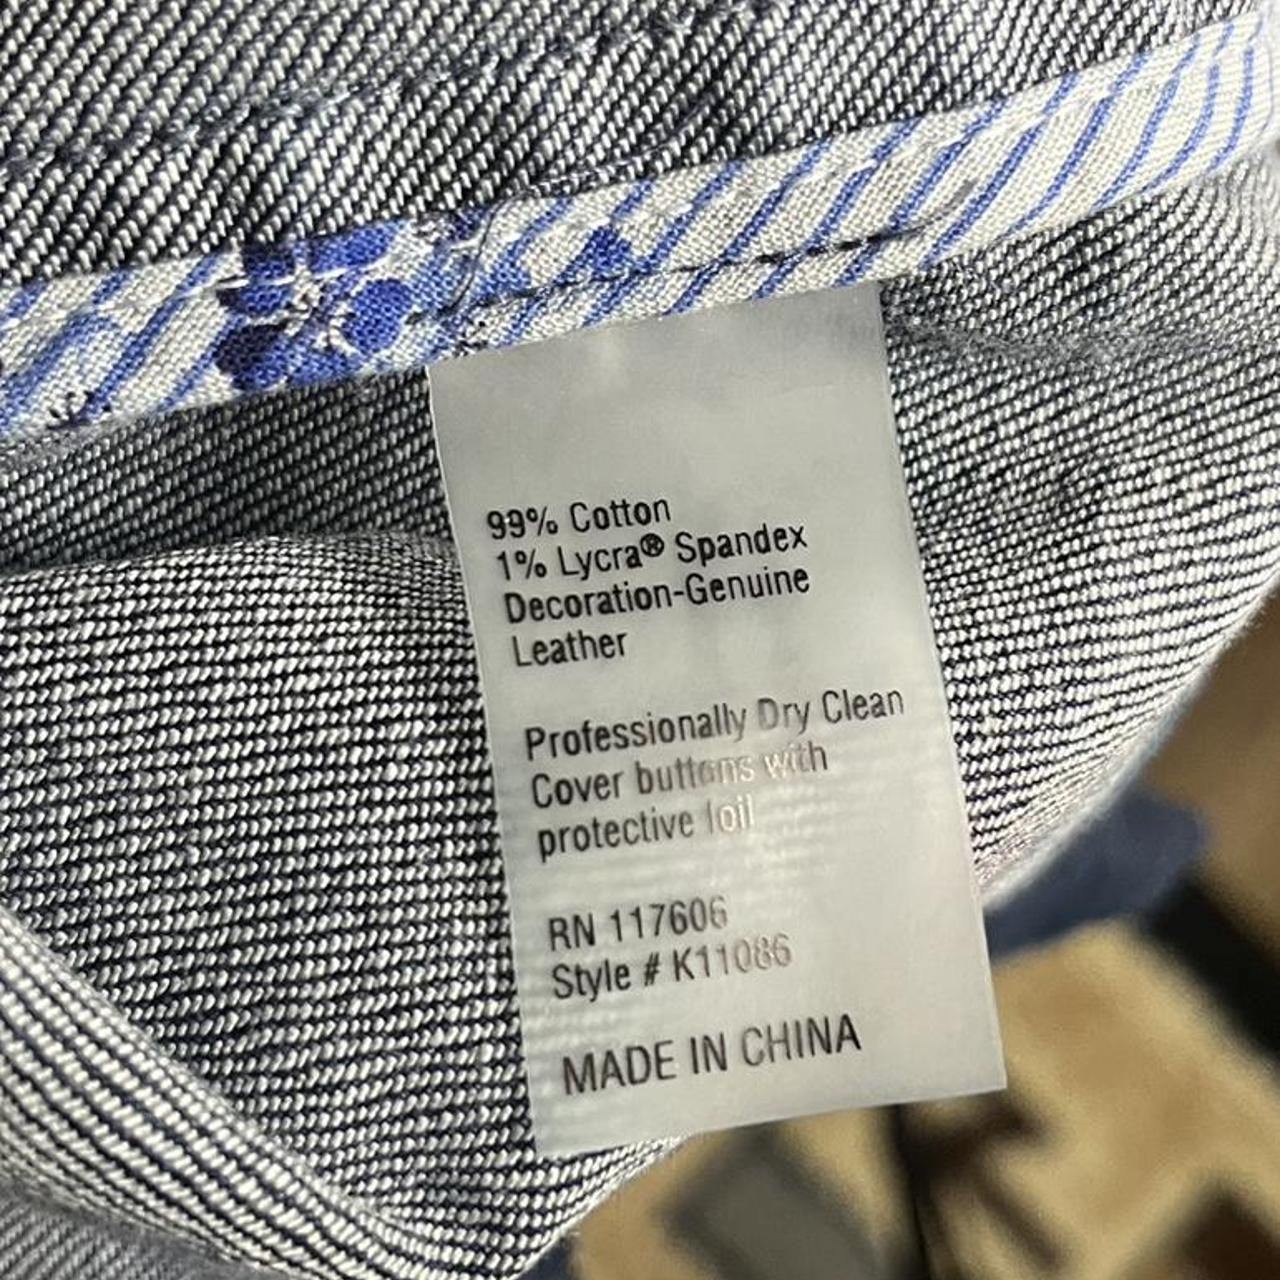 99% Cotton
1% Lycra® Spandex
Decoration-Genuine
Leather
Professionally Dry Clean
Cover buttons with
protective foil
RN 117606
Style # K11086
MADE IN CHINA